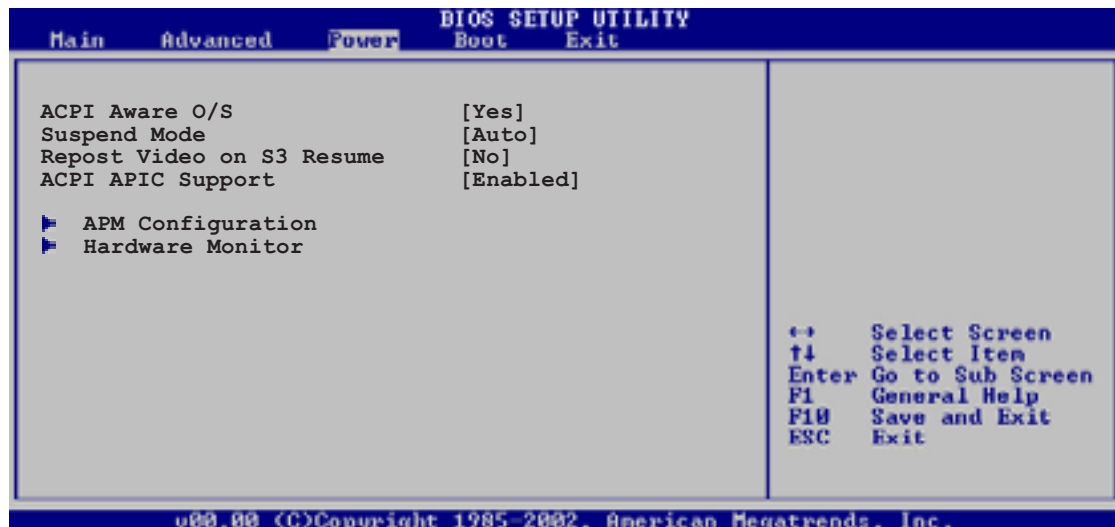 BIOS SETUP UTILITY
Main Advanced Power Boot Exit
ACPI Aware O/S [Yes]
Suspend Mode [Auto]
Repost Video on S3 Resume [No]
ACPI APIC Support [Enabled]
APM Configuration
Hardware Monitor
←→ Select Screen
↑↓ Select Item
Enter Go to Sub Screen
F1 General Help
F10 Save and Exit
ESC Exit
v00.00 (C)Copyright 1985-2002, American Megatrends, Inc.